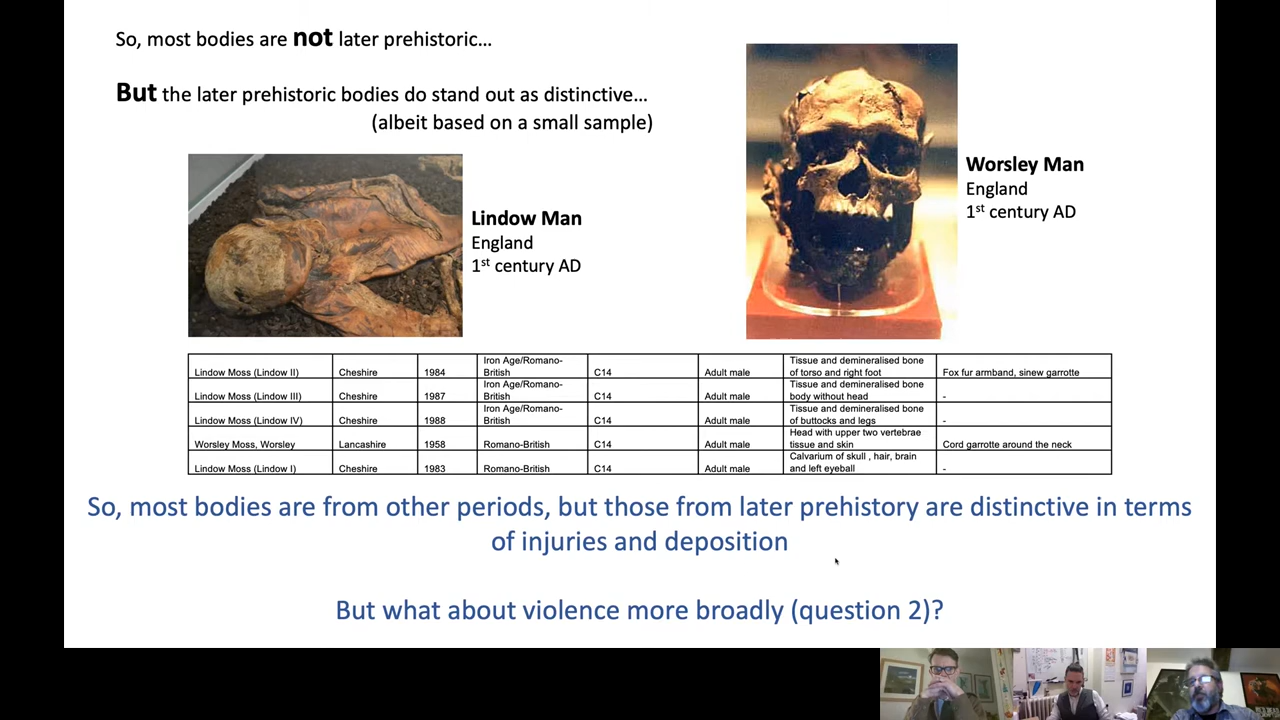 So, most bodies are not later prehistoric…
But the later prehistoric bodies do stand out as distinctive…
(albeit based on a small sample)
Lindow Man
England
1st century AD
Worsley Man
England
1st century AD
Lindow Moss (Lindow II) Cheshire 1984 Iron Age/Romano-British C14 Adult male Tissue and demineralised bone of torso and right foot Fox fur armband, sinew garrotte
Lindow Moss (Lindow III) Cheshire 1987 Iron Age/Romano-British C14 Adult male Tissue and demineralised bone body without head -
Lindow Moss (Lindow IV) Cheshire 1988 Iron Age/Romano-British C14 Adult male Tissue and demineralised bone of buttocks and legs -
Worsley Moss, Worsley Lancashire 1958 Romano-British C14 Adult male Head with upper two vertebrae tissue and skin Cord garrotte around the neck
Lindow Moss (Lindow I) Cheshire 1983 Romano-British C14 Adult male Calvarium of skull , hair, brain and left eyeball -
So, most bodies are from other periods, but those from later prehistory are distinctive in terms
of injuries and deposition
But what about violence more broadly (question 2)?